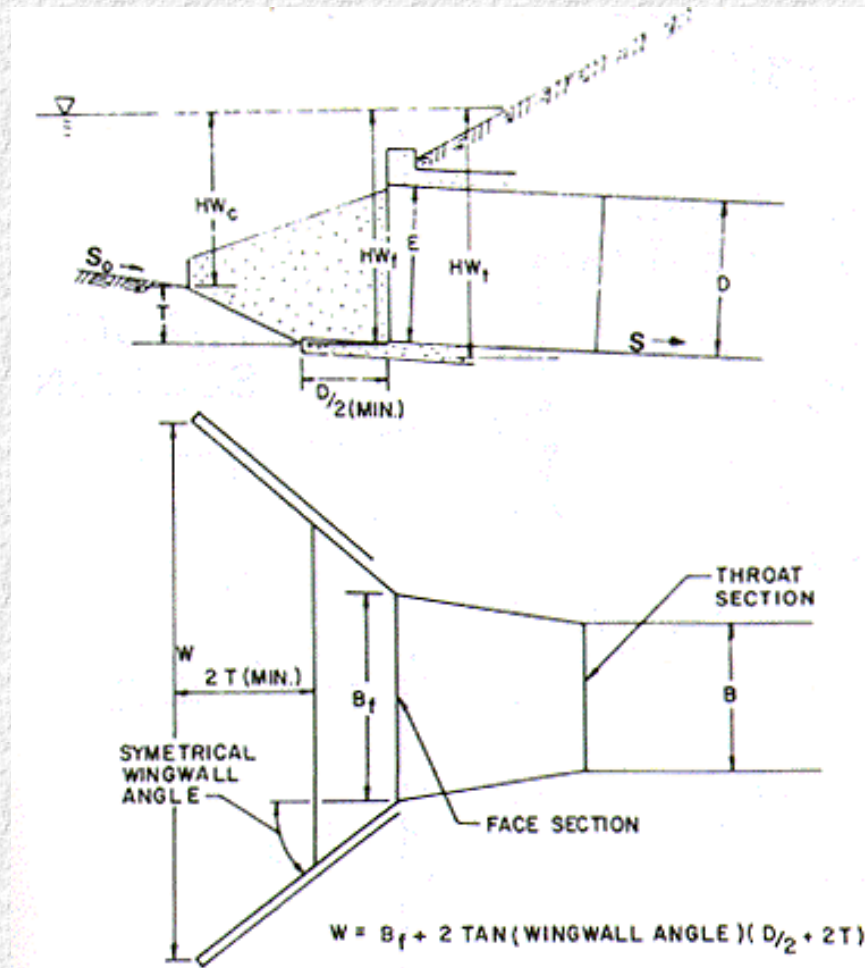 HWc
HWf
E
HWt
D
So
T
S
D/2 (MIN.)
THROAT
SECTION
W
2 T (MIN.)
Bf
B
SYMETRICAL
WINGWALL
ANGLE
FACE SECTION
W = Bf + 2 TAN (WINGWALL ANGLE)( D/2 + 2T)